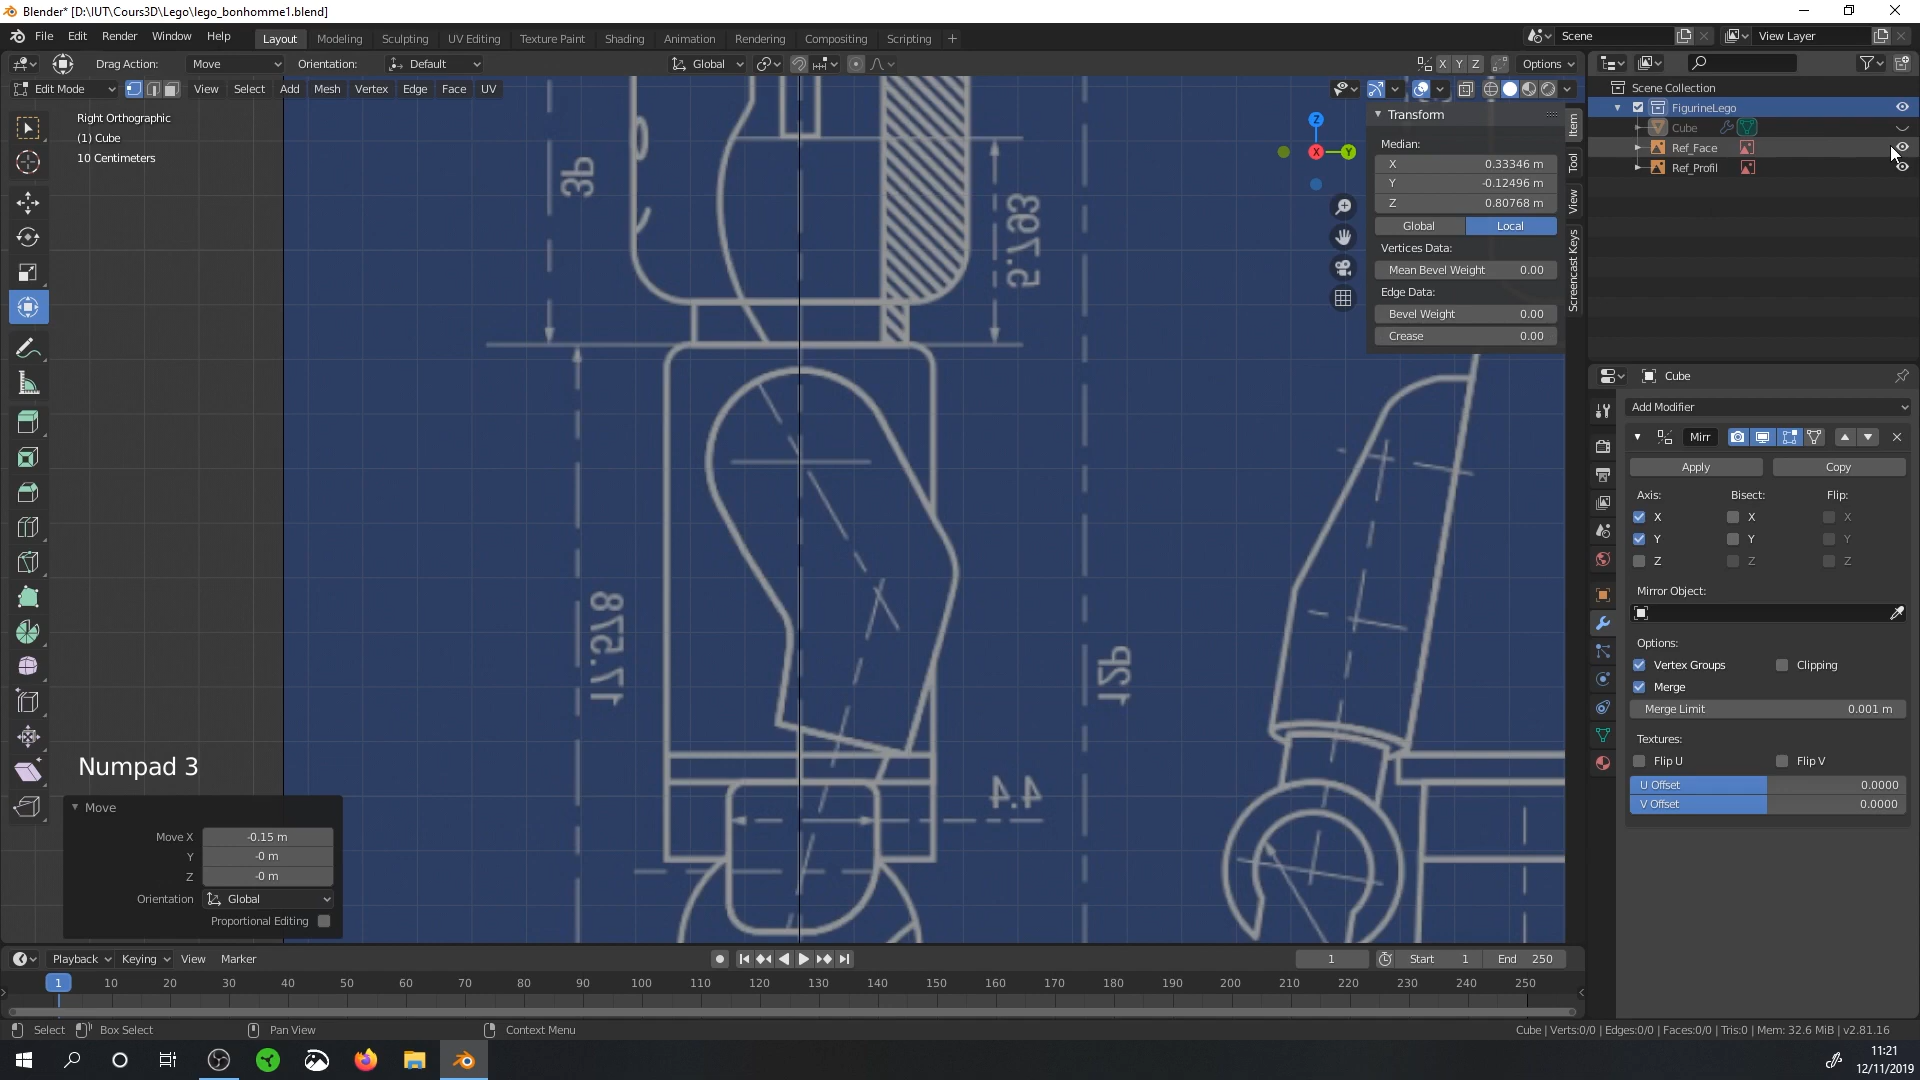 Blender* [D:\IUT\Cours3D\Lego\lego_bonhomme1.blend]
File Edit Render Window Help
Layout Modeling Sculpting UV Editing Texture Paint Shading Animation Rendering Compositing Scripting +
Scene
View Layer
Drag Action: Move Orientation: Default
Global
X Y Z Options
Edit Mode View Select Add Mesh Vertex Edge Face UV
Right Orthographic
(1) Cube
10 Centimeters
3P
5.793
17.578
12P
4.4
Z
X Y
Transform
Median:
X 0.33346 m
Y -0.12496 m
Z 0.80768 m
Global Local
Vertices Data:
Mean Bevel Weight 0.00
Edge Data:
Bevel Weight 0.00
Crease 0.00
Item
Tool
View
Screencast Keys
Scene Collection
FigurineLego
Cube
Ref_Face
Ref_Profil
Cube
Add Modifier
Mirr
Apply Copy
Axis: Bisect: Flip:
X X X
Y Y Y
Z Z Z
Mirror Object:
Options:
Vertex Groups Clipping
Merge
Merge Limit 0.001 m
Textures:
Flip U Flip V
U Offset 0.0000
V Offset 0.0000
Numpad 3
Move
Move X -0.15 m
Y -0 m
Z -0 m
Orientation Global
Proportional Editing
Playback Keying View Marker
1 Start 1 End 250
1 10 20 30 40 50 60 70 80 90 100 110 120 130 140 150 160 170 180 190 200 210 220 230 240 250
Select Box Select Pan View Context Menu
Cube | Verts:0/0 | Edges:0/0 | Faces:0/0 | Tris:0 | Mem: 32.6 MiB | v2.81.16
11:21
12/11/2019